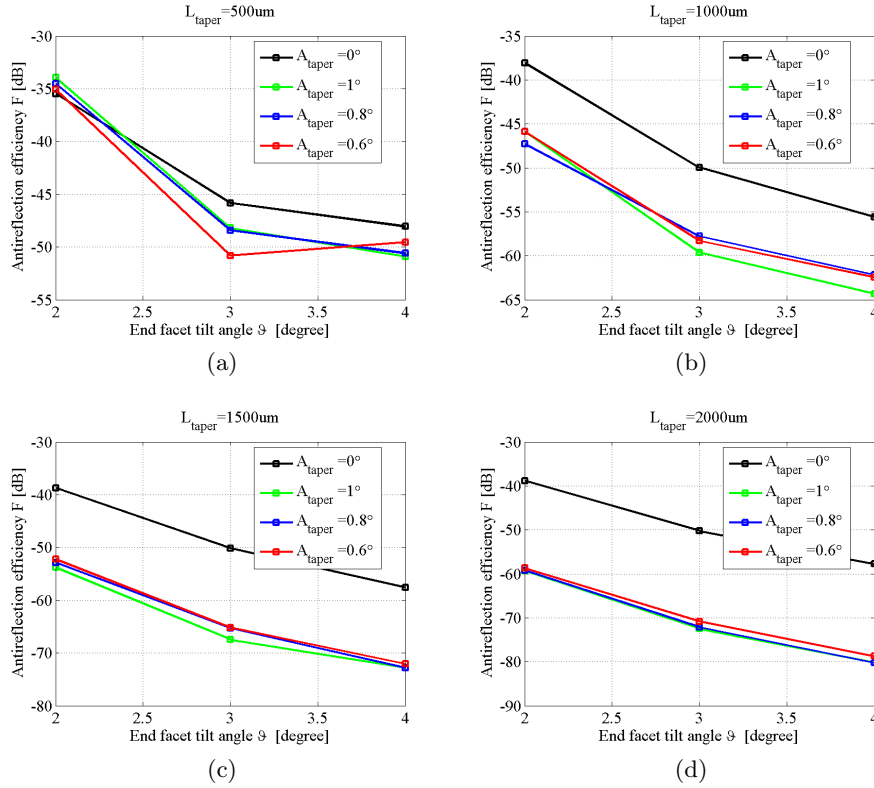 L_taper=500um
Antireflection efficiency F [dB]
-30
-35
-40
-45
-50
-55
A_taper =0°
A_taper =1°
A_taper =0.8°
A_taper =0.6°
2 2.5 3 3.5 4
End facet tilt angle ϑ [degree]
(a)
L_taper=1000um
Antireflection efficiency F [dB]
-35
-40
-45
-50
-55
-60
-65
A_taper =0°
A_taper =1°
A_taper =0.8°
A_taper =0.6°
2 2.5 3 3.5 4
End facet tilt angle ϑ [degree]
(b)
L_taper=1500um
Antireflection efficiency F [dB]
-30
-40
-50
-60
-70
-80
A_taper =0°
A_taper =1°
A_taper =0.8°
A_taper =0.6°
2 2.5 3 3.5 4
End facet tilt angle ϑ [degree]
(c)
L_taper=2000um
Antireflection efficiency F [dB]
-30
-40
-50
-60
-70
-80
-90
A_taper =0°
A_taper =1°
A_taper =0.8°
A_taper =0.6°
2 2.5 3 3.5 4
End facet tilt angle ϑ [degree]
(d)